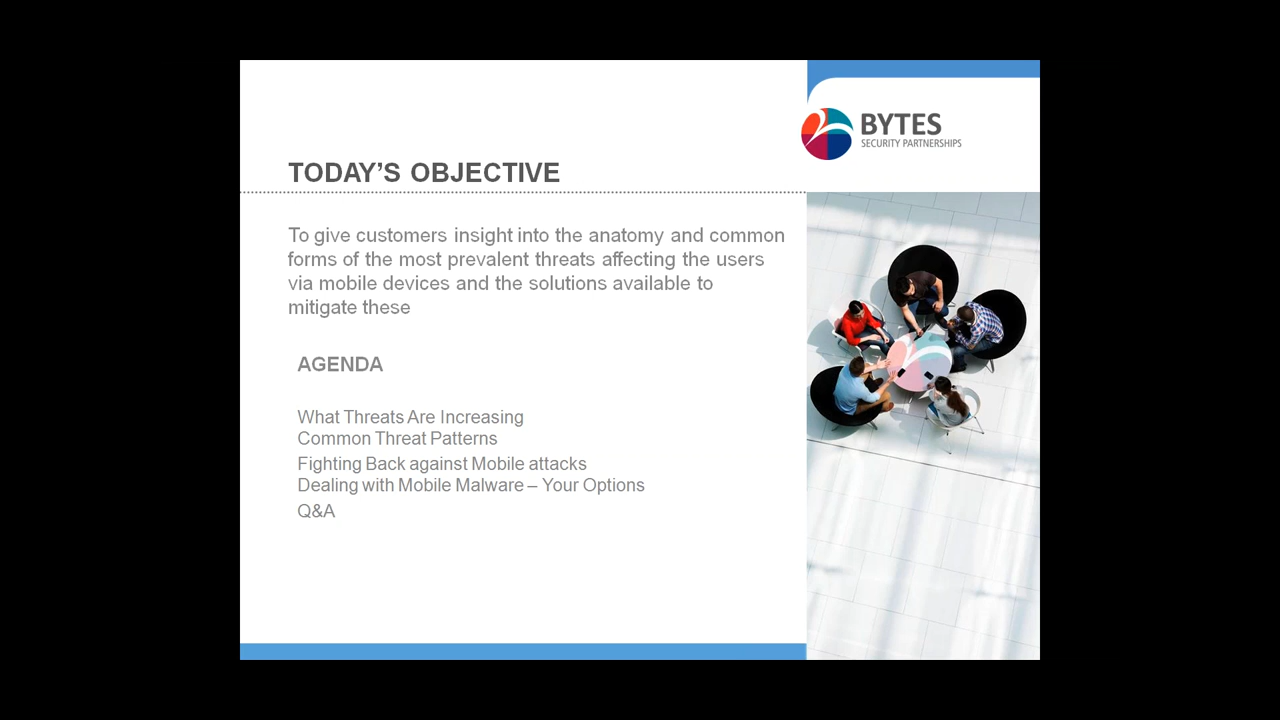 BYTES
SECURITY PARTNERSHIPS
TODAY’S OBJECTIVE
To give customers insight into the anatomy and common
forms of the most prevalent threats affecting the users
via mobile devices and the solutions available to
mitigate these
AGENDA
What Threats Are Increasing
Common Threat Patterns
Fighting Back against Mobile attacks
Dealing with Mobile Malware – Your Options
Q&A